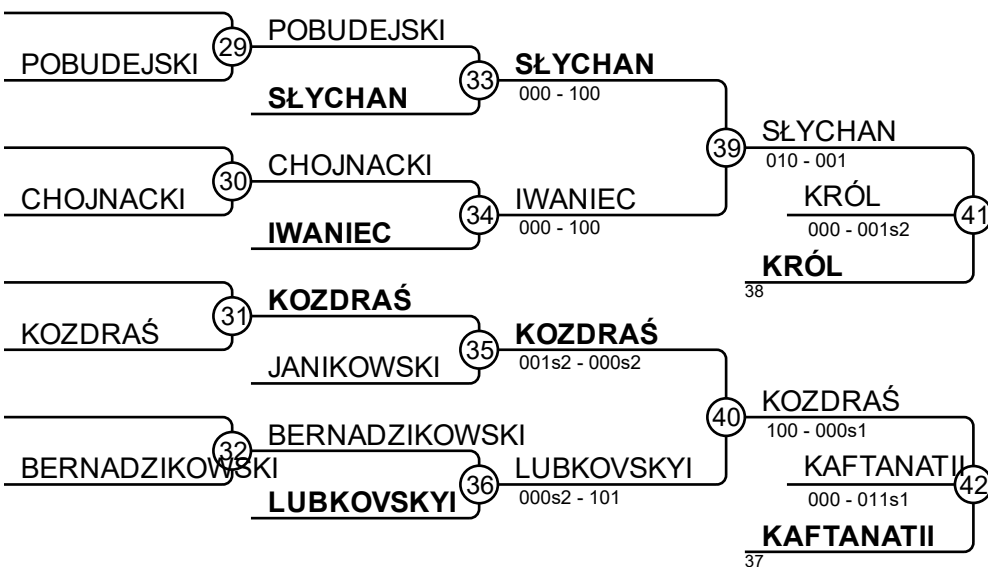 POBUDEJSKI
29
POBUDEJSKI
SŁYCHAN
33
SŁYCHAN
000 - 100
CHOJNACKI
30
CHOJNACKI
IWANIEC
34
IWANIEC
000 - 100
39
SŁYCHAN
010 - 001
KRÓL
000 - 001s2
KRÓL
38
41
KOZDRAŚ
31
KOZDRAŚ
JANIKOWSKI
35
KOZDRAŚ
001s2 - 000s2
BERNADZIKOWSKI
32
BERNADZIKOWSKI
LUBKOVSKYI
36
LUBKOVSKYI
000s2 - 101
40
KOZDRAŚ
100 - 000s1
KAFTANATII
000 - 011s1
KAFTANATII
37
42